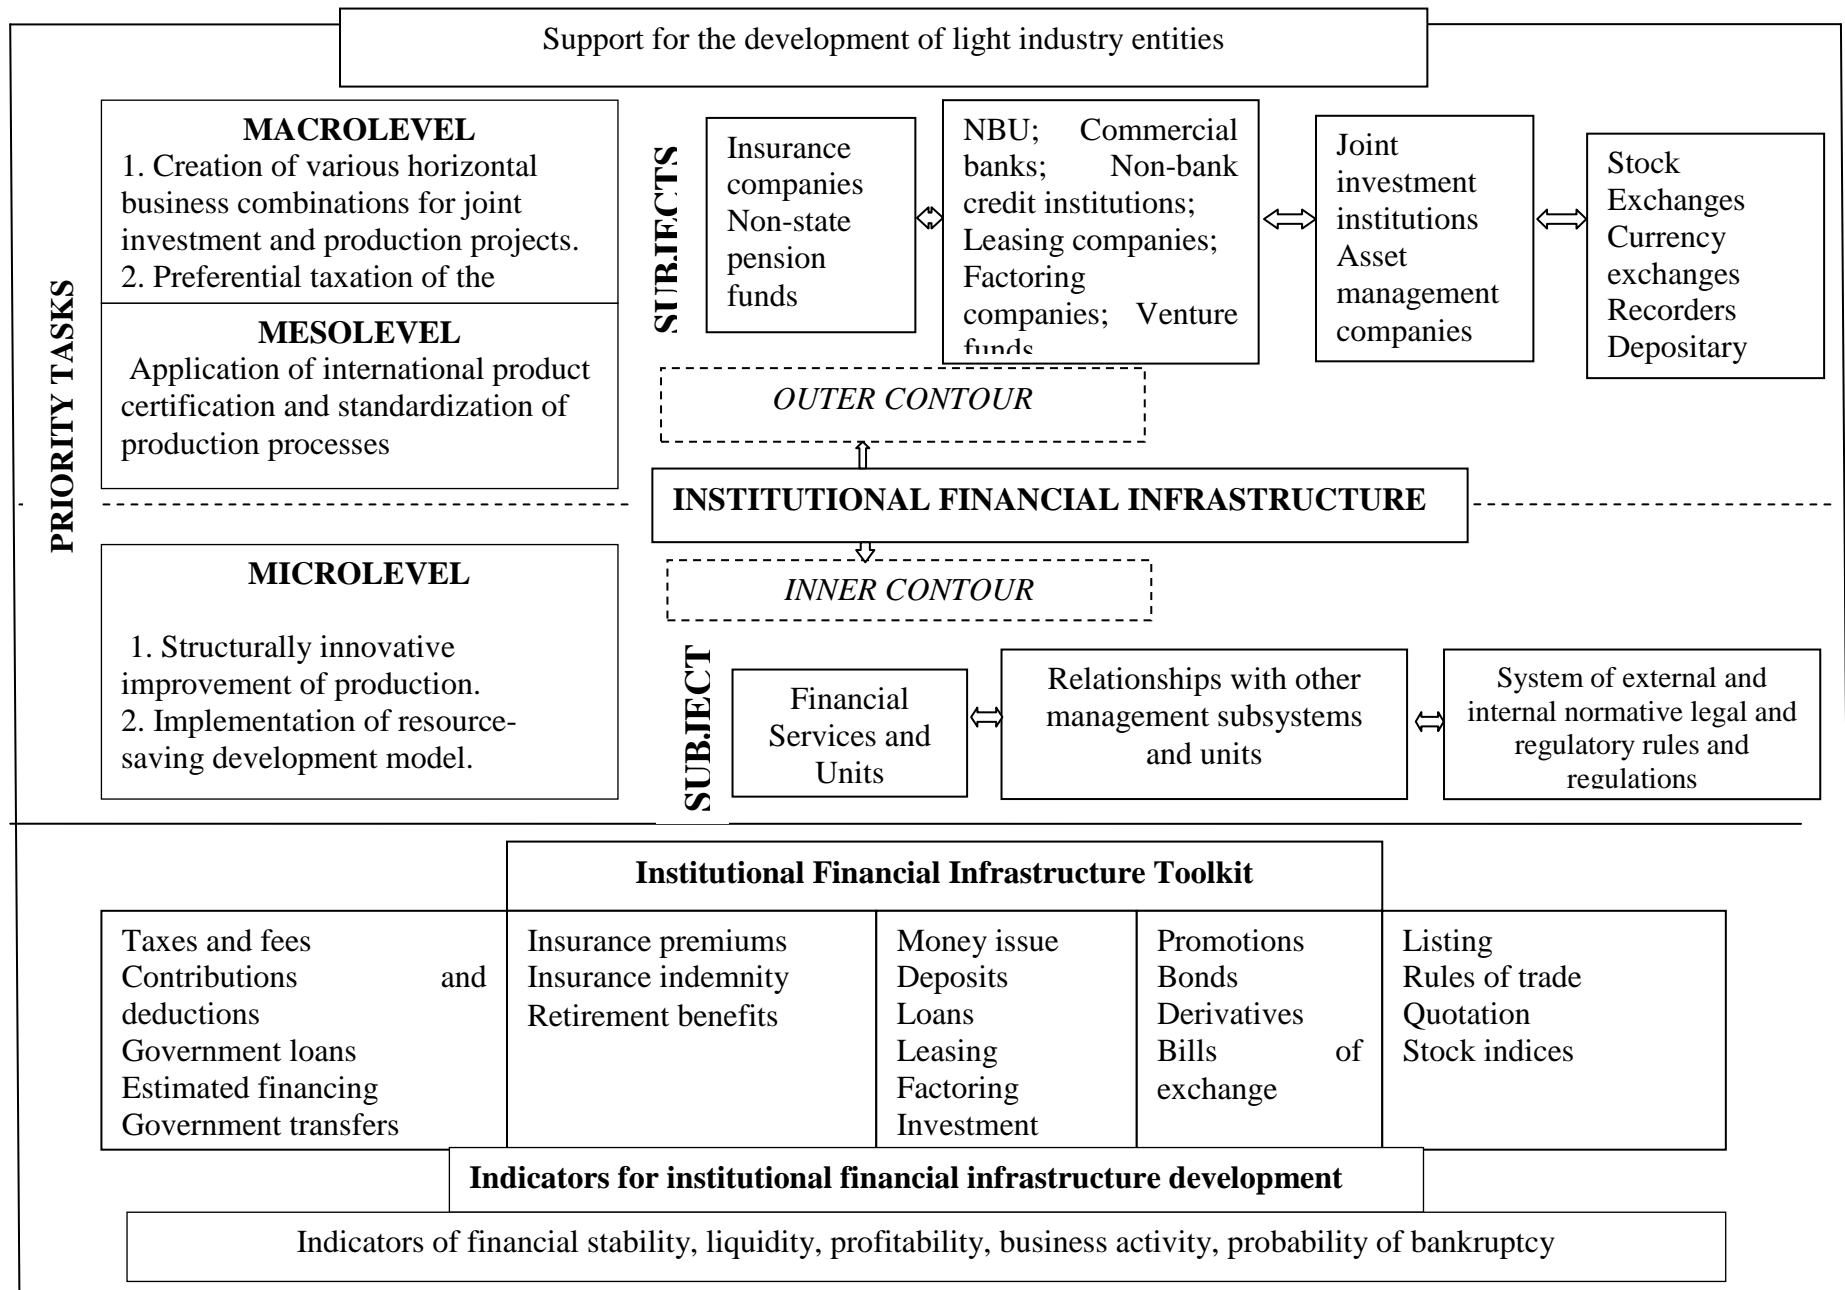 Support for the development of light industry entities
PRIORITY TASKS
MACROLEVEL
1. Creation of various horizontal
business combinations for joint
investment and production projects.
2. Preferential taxation of the
MESOLEVEL
Application of international product
certification and standardization of
production processes
MICROLEVEL
1. Structurally innovative
improvement of production.
2. Implementation of resource-
saving development model.
SUBJECTS
Insurance
companies
Non-state
pension
funds
NBU; Commercial
banks; Non-bank
credit institutions;
Leasing companies;
Factoring
companies; Venture
funds
Joint
investment
institutions
Asset
management
companies
Stock
Exchanges
Currency
exchanges
Recorders
Depositary
OUTER CONTOUR
INSTITUTIONAL FINANCIAL INFRASTRUCTURE
INNER CONTOUR
SUBJECT
Financial
Services and
Units
Relationships with other
management subsystems
and units
System of external and
internal normative legal and
regulatory rules and
regulations
Institutional Financial Infrastructure Toolkit
Taxes and fees
Contributions and
deductions
Government loans
Estimated financing
Government transfers
Insurance premiums
Insurance indemnity
Retirement benefits
Money issue
Deposits
Loans
Leasing
Factoring
Investment
Promotions
Bonds
Derivatives
Bills of
exchange
Listing
Rules of trade
Quotation
Stock indices
Indicators for institutional financial infrastructure development
Indicators of financial stability, liquidity, profitability, business activity, probability of bankruptcy